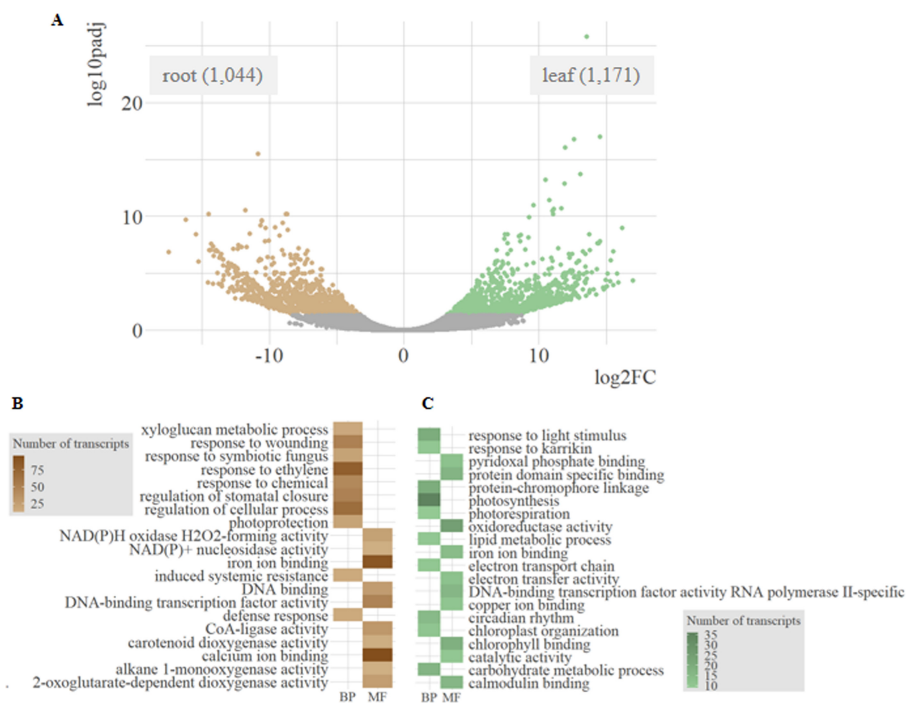 A
log10padj
root (1,044)
leaf (1,171)
20
10
0
-10
0
10
log2FC
B
Number of transcripts
75
50
25
xyloglucan metabolic process
response to wounding
response to symbiotic fungus
response to ethylene
response to chemical
regulation of stomatal closure
regulation of cellular process
photoprotection
NAD(P)H oxidase H2O2-forming activity
NAD(P)+ nucleosidase activity
iron ion binding
induced systemic resistance
DNA binding
DNA-binding transcription factor activity
defense response
CoA-ligase activity
carotenoid dioxygenase activity
calcium ion binding
alkane 1-monooxygenase activity
2-oxoglutarate-dependent dioxygenase activity
BP MF
C
response to light stimulus
response to karrikin
pyridoxal phosphate binding
protein domain specific binding
protein-chromophore linkage
photosynthesis
photorespiration
oxidoreductase activity
lipid metabolic process
iron ion binding
electron transport chain
electron transfer activity
DNA-binding transcription factor activity RNA polymerase II-specific
copper ion binding
circadian rhythm
chloroplast organization
chlorophyll binding
catalytic activity
carbohydrate metabolic process
calmodulin binding
BP MF
Number of transcripts
35
30
25
20
15
10